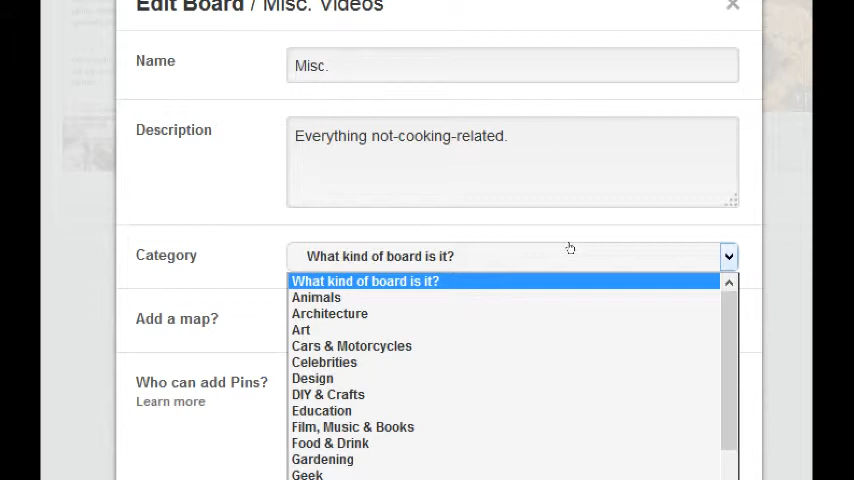 Edit Board / Misc. Videos
Name
Misc.
Description
Everything not-cooking-related.
Category
What kind of board is it?
What kind of board is it?
Animals
Architecture
Art
Cars & Motorcycles
Celebrities
Design
DIY & Crafts
Education
Film, Music & Books
Food & Drink
Gardening
Geek
Add a map?
Who can add Pins?
Learn more